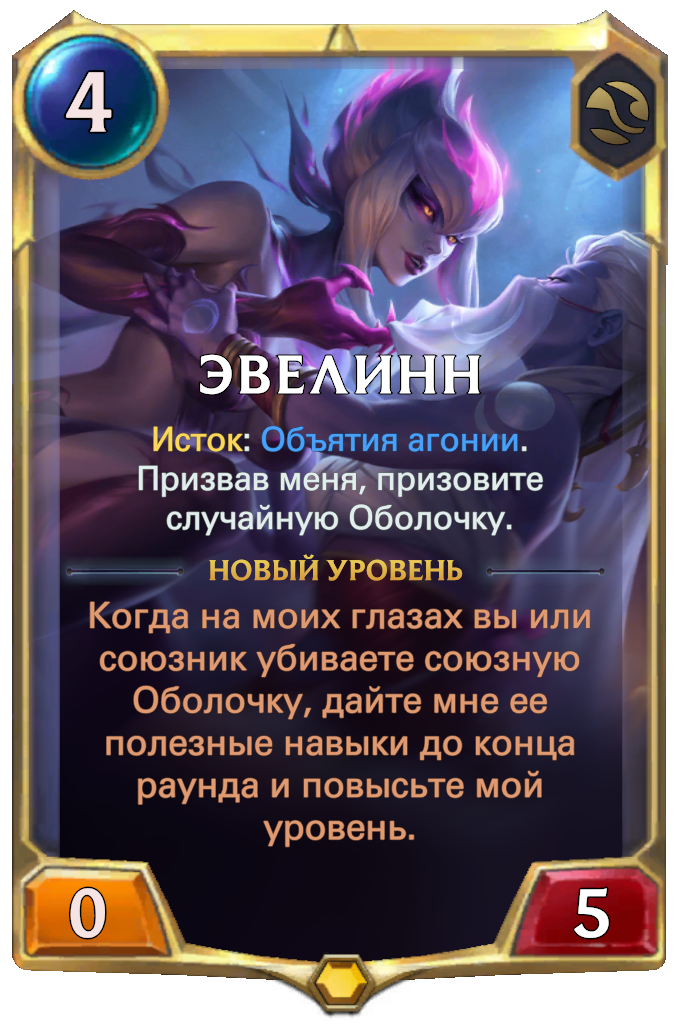 4
ЭВЕЛИНН
Исток: Объятия агонии.
Призвав меня, призовите
случайную Оболочку.
НОВЫЙ УРОВЕНЬ
Когда на моих глазах вы или
союзник убиваете союзную
Оболочку, дайте мне ее
полезные навыки до конца
раунда и повысьте мой
уровень.
0
5